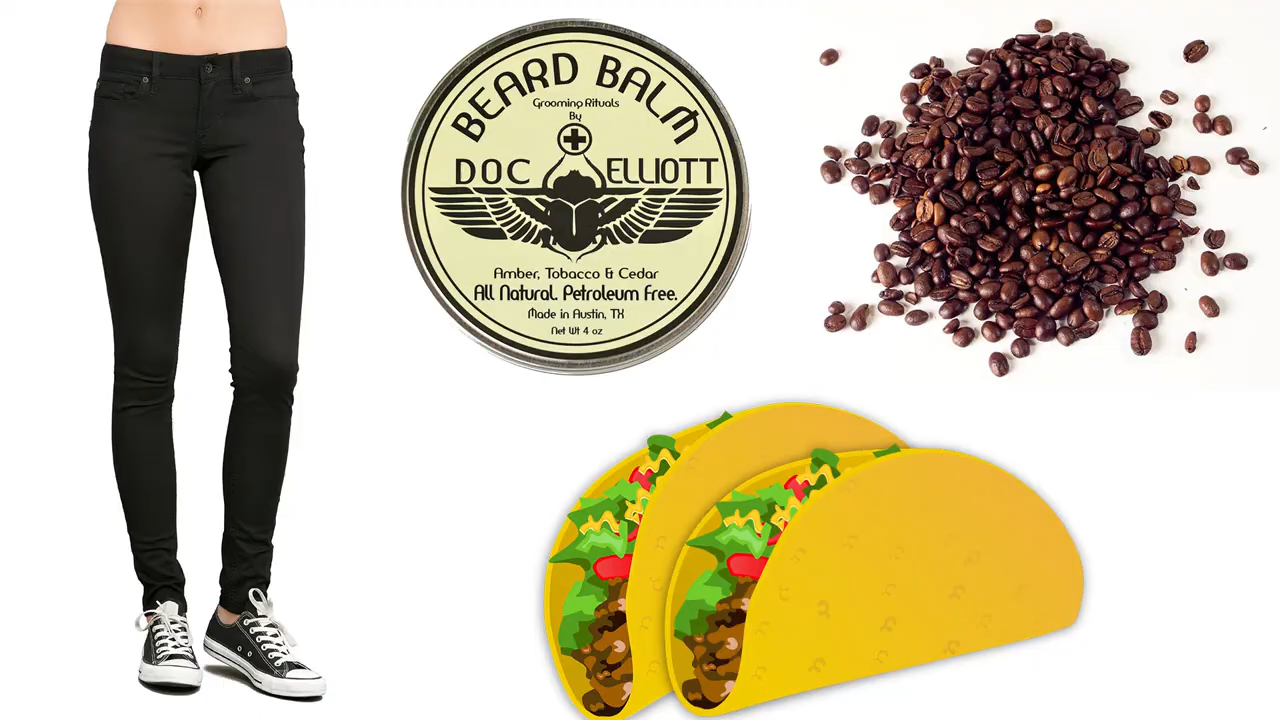 BEARD BALM
Grooming Rituals
By
DOC ELLIOTT
Amber, Tobacco & Cedar
All Natural. Petroleum Free.
Made in Austin, TX
Net Wt 4 oz